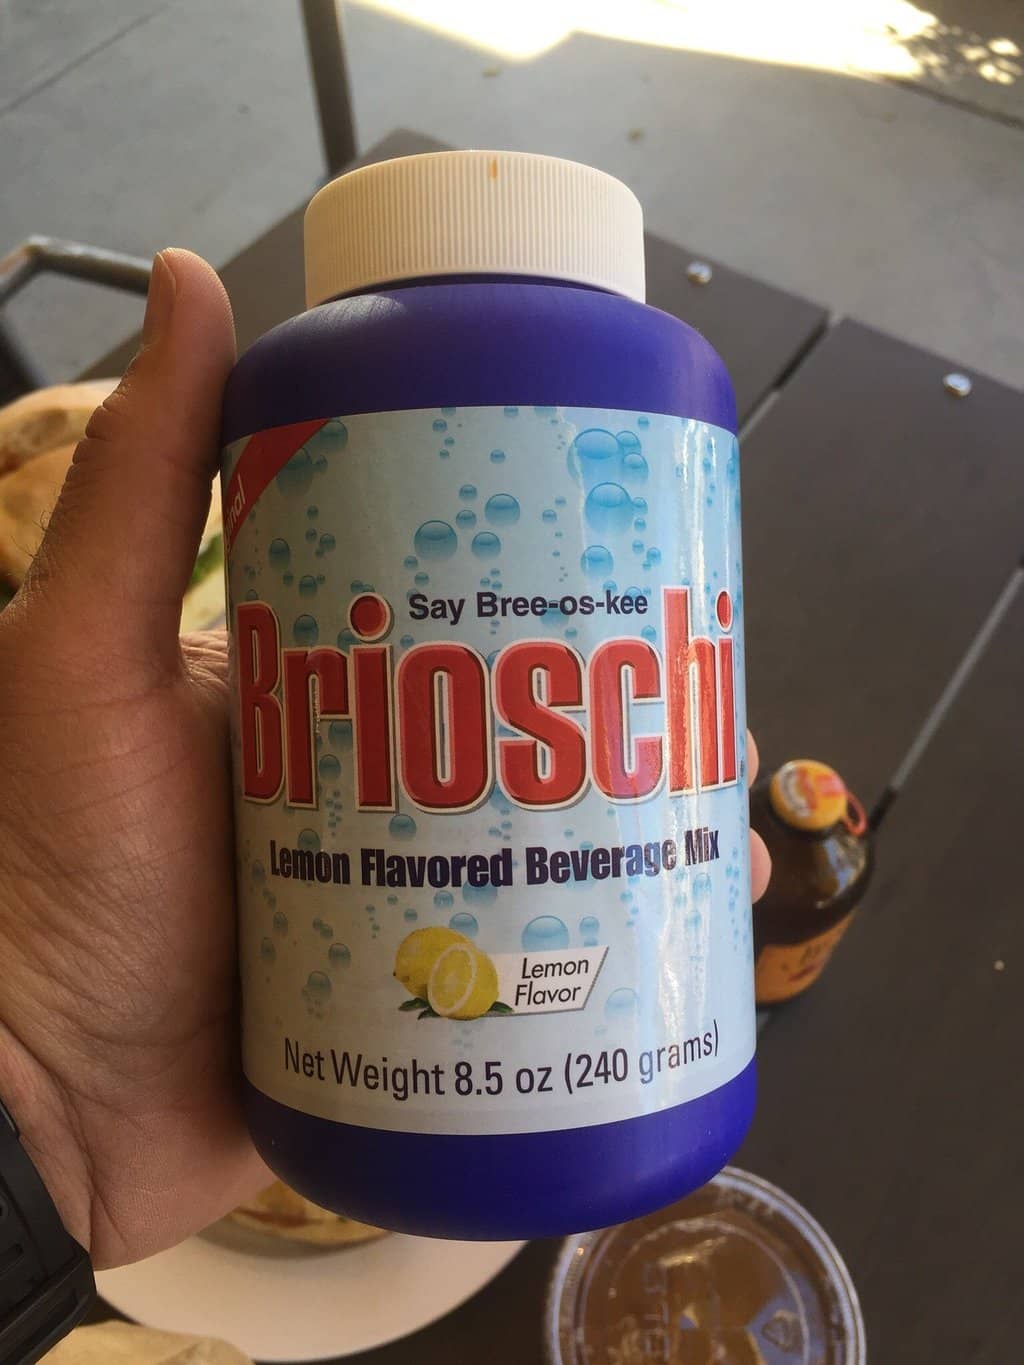 Say Bree-os-kee
Brioschi
Lemon Flavored Beverage Mix
Lemon
Flavor
Net Weight 8.5 oz (240 grams)